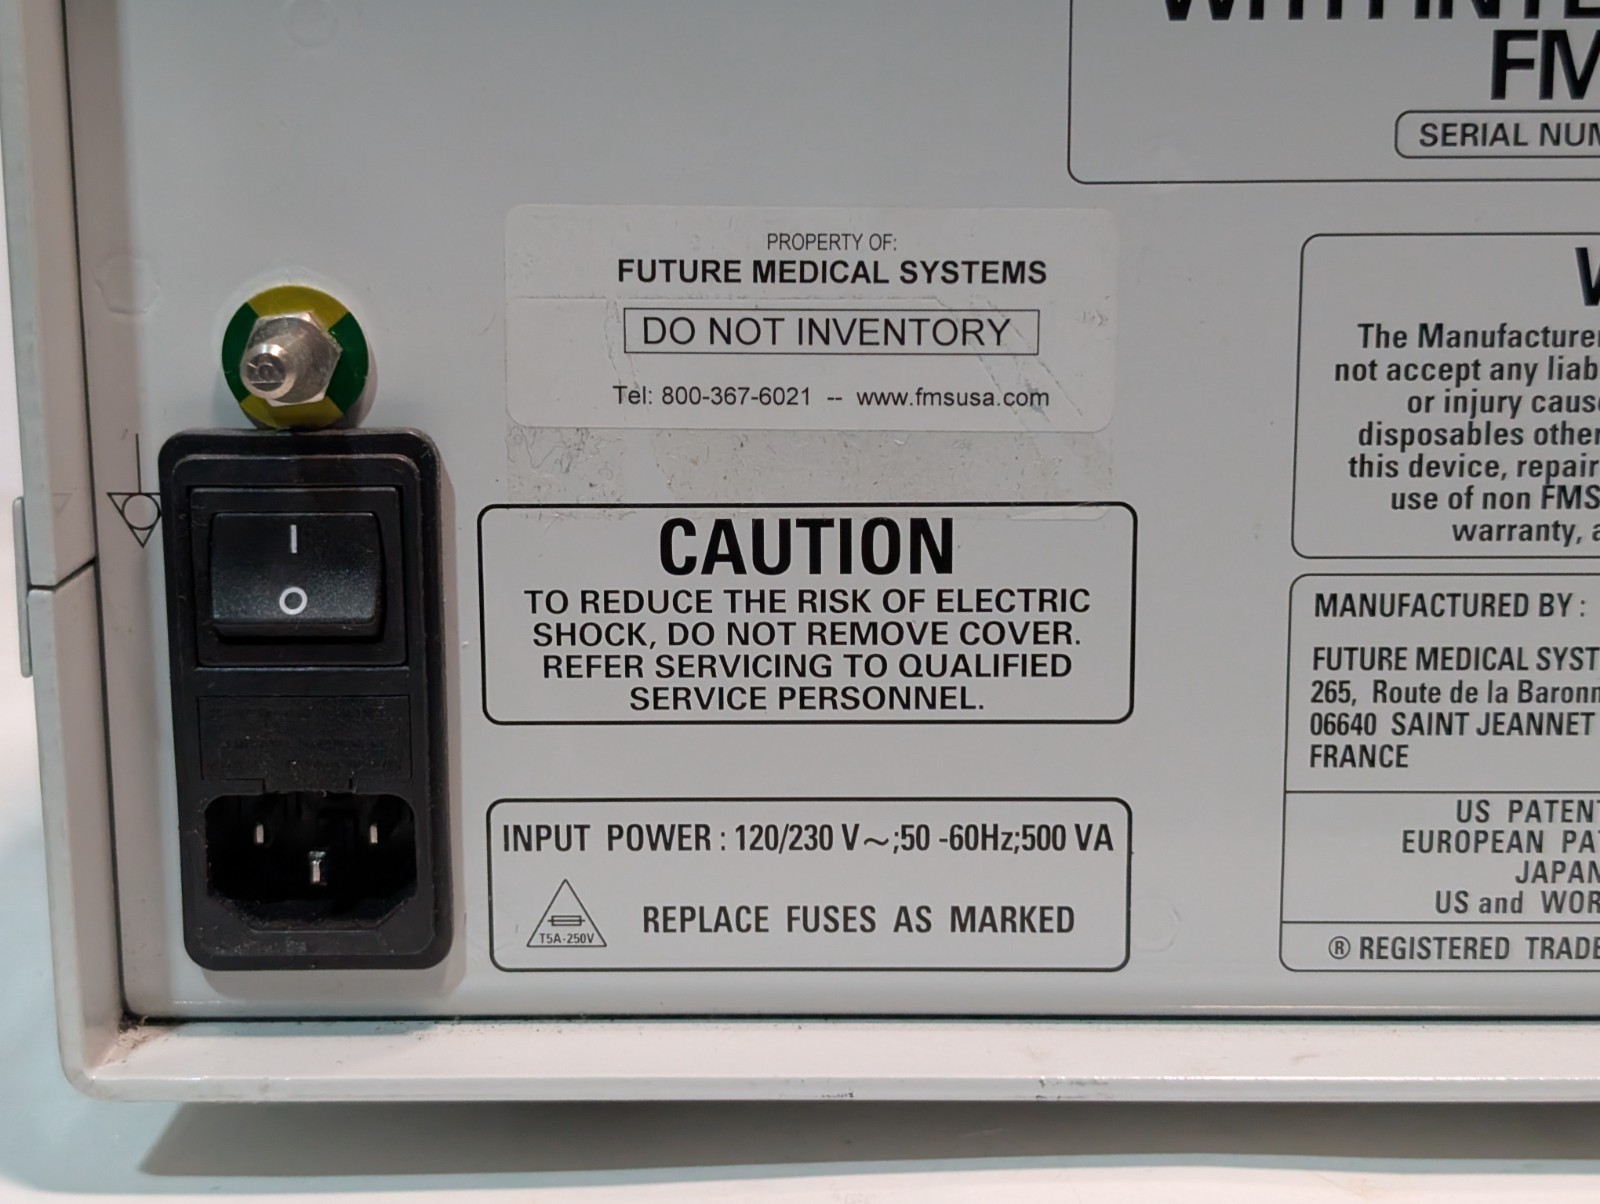 FM
SERIAL NUM
PROPERTY OF:
FUTURE MEDICAL SYSTEMS
DO NOT INVENTORY
Tel: 800-367-6021 -- www.fmsusa.com
The Manufacturer
not accept any liab
or injury caus
disposables other
this device, repair
use of non FMS
warranty, a
I
O
CAUTION
TO REDUCE THE RISK OF ELECTRIC
SHOCK, DO NOT REMOVE COVER.
REFER SERVICING TO QUALIFIED
SERVICE PERSONNEL.
INPUT POWER : 120/230 V~;50 -60Hz;500 VA
T5A-250V
REPLACE FUSES AS MARKED
MANUFACTURED BY :
FUTURE MEDICAL SYST
265, Route de la Baronn
06640 SAINT JEANNET
FRANCE
US PATENT
EUROPEAN PA
JAPAN
US and WOR
® REGISTERED TRADE